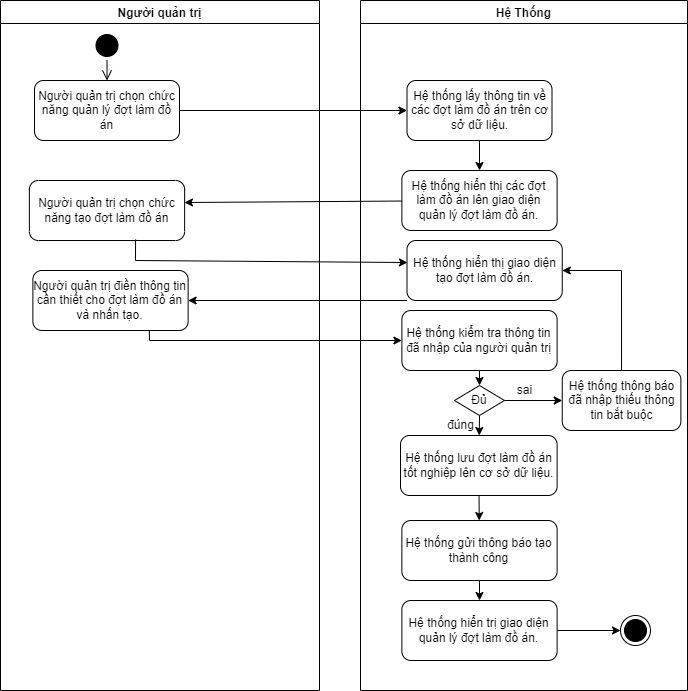 Người quản trị
Hệ Thống
Người quản trị chọn chức
năng quản lý đợt làm đồ
án
Hệ thống lấy thông tin về
các đợt làm đồ án trên cơ
sở dữ liệu.
Hệ thống hiển thị các đợt
làm đồ án lên giao diện
quản lý đợt làm đồ án.
Người quản trị chọn chức
năng tạo đợt làm đồ án
Hệ thống hiển thị giao diện
tạo đợt làm đồ án.
Người quản trị điền thông tin
cần thiết cho đợt làm đồ án
và nhấn tạo.
Hệ thống kiểm tra thông tin
đã nhập của người quản trị
Đủ
sai
Hệ thống thông báo
đã nhập thiếu thông
tin bắt buộc
đúng
Hệ thống lưu đợt làm đồ án
tốt nghiệp lên cơ sở dữ liệu.
Hệ thống gửi thông báo tạo
thành công
Hệ thống hiển trị giao diện
quản lý đợt làm đồ án.